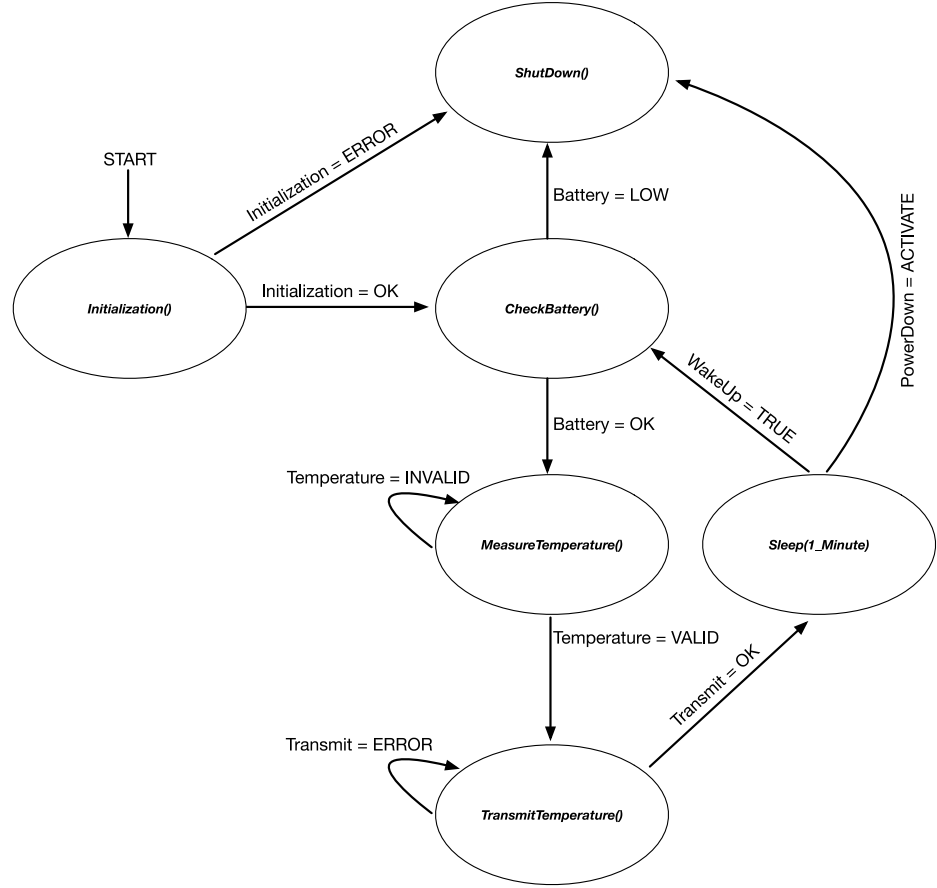 ShutDown()
START
Initialization = ERROR
Battery = LOW
PowerDown = ACTIVATE
Initialization()
Initialization = OK
CheckBattery()
WakeUp = TRUE
Battery = OK
Temperature = INVALID
MeasureTemperature()
Sleep(1_Minute)
Temperature = VALID
Transmit = OK
Transmit = ERROR
TransmitTemperature()